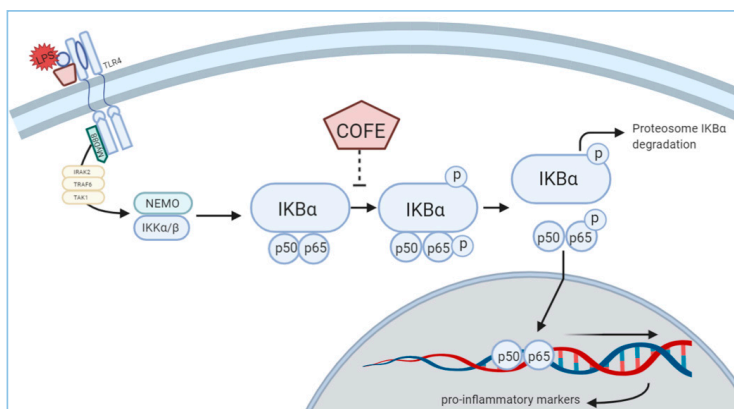 LPS
TLR4
MyD88
IRAK2
TRAF6
TAK1
NEMO
IKKα/β
COFE
IKBα
p50 p65
IKBα
p
p50 p65 p
IKBα
p
p50 p65 p
Proteosome IKBα
degradation
p50 p65
pro-inflammatory markers